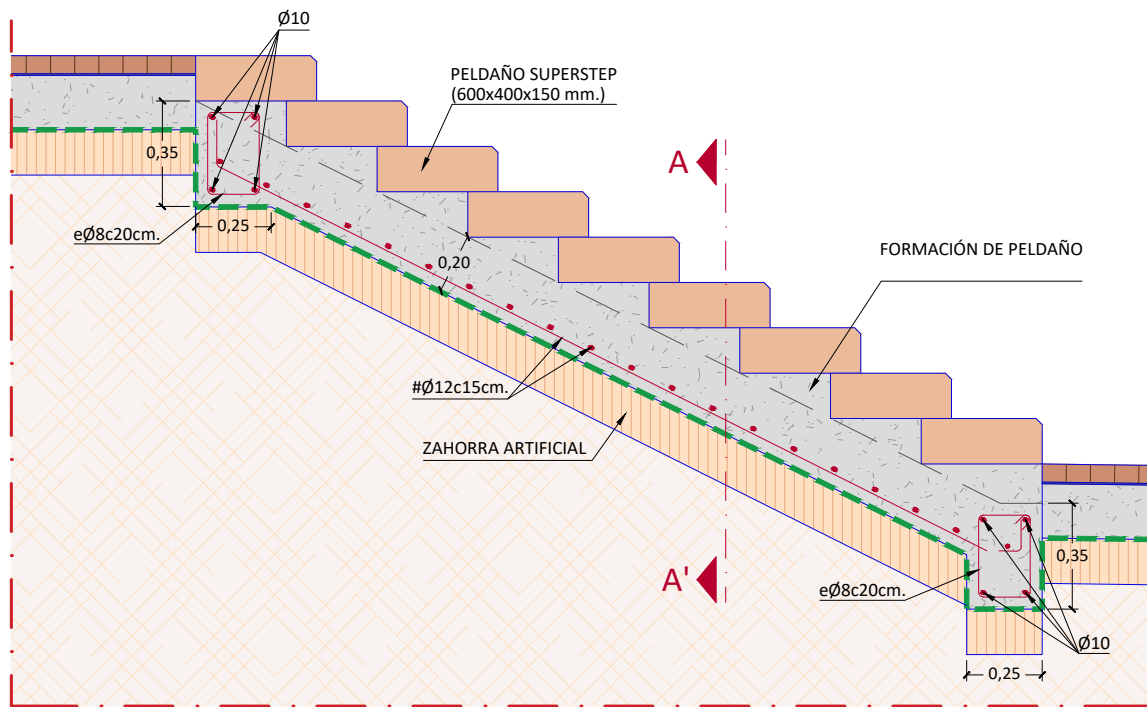 Ø10
PELDAÑO SUPERSTEP
(600x400x150 mm.)
A
0,35
eØ8c20cm.
0,25
0,20
FORMACIÓN DE PELDAÑO
#Ø12c15cm.
ZAHORRA ARTIFICIAL
A'
eØ8c20cm.
0,35
Ø10
0,25